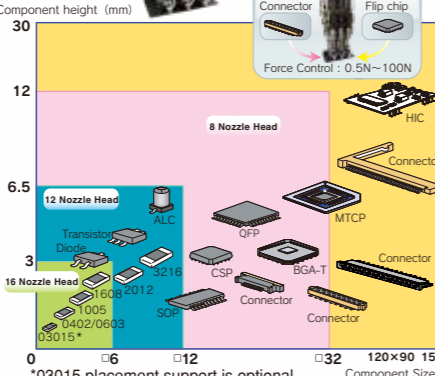 Component height (mm)
Connector
Flip chip
Force Control : 0.5N~100N
30
12
6.5
3
0
8 Nozzle Head
12 Nozzle Head
16 Nozzle Head
HIC
Connector
MTCP
ALC
QFP
Transistor
Diode
3216
CSP
BGA-T
Connector
1608
2012
SOP
Connector
Connector
1005
0402/0603
03015*
□6
□12
□32
120×90
15
*03015 placement support is optional
Component Size